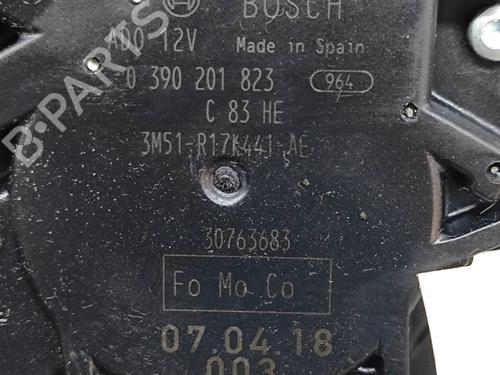 BOSCH
ADO 12V Made in Spain
0 390 201 823 964
C 83 HE
3M51-R17K441-AE
30763683
Fo Mo Co
07.04.18
003
B-PARTS